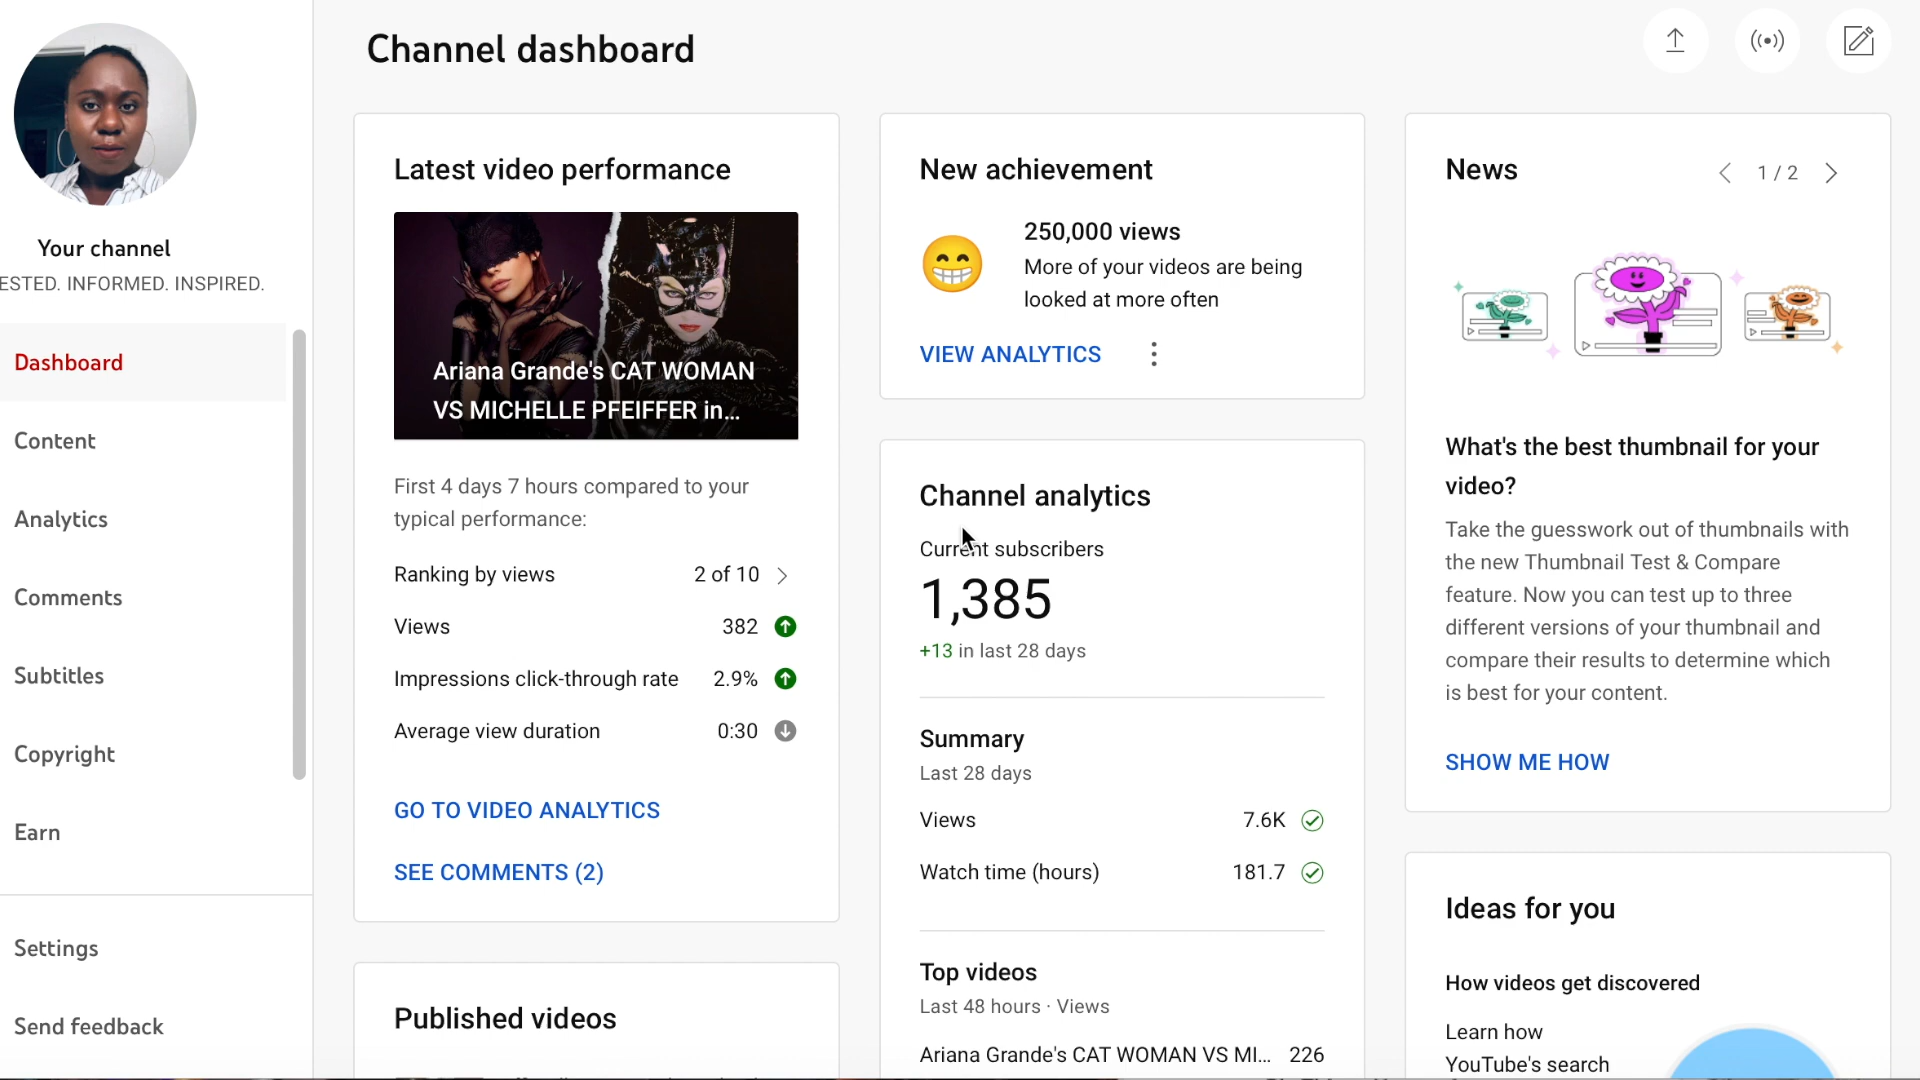 Channel dashboard
Your channel
ESTED. INFORMED. INSPIRED.
Dashboard
Content
Analytics
Comments
Subtitles
Copyright
Earn
Settings
Send feedback
Latest video performance
Ariana Grande's CAT WOMAN
VS MICHELLE PFEIFFER in...
First 4 days 7 hours compared to your
typical performance:
Ranking by views 2 of 10
Views 382
Impressions click-through rate 2.9%
Average view duration 0:30
GO TO VIDEO ANALYTICS
SEE COMMENTS (2)
Published videos
New achievement
250,000 views
More of your videos are being
looked at more often
VIEW ANALYTICS
Channel analytics
Current subscribers
1,385
+13 in last 28 days
Summary
Last 28 days
Views 7.6K
Watch time (hours) 181.7
Top videos
Last 48 hours · Views
Ariana Grande's CAT WOMAN VS MI... 226
News
1 / 2
What's the best thumbnail for your
video?
Take the guesswork out of thumbnails with
the new Thumbnail Test & Compare
feature. Now you can test up to three
different versions of your thumbnail and
compare their results to determine which
is best for your content.
SHOW ME HOW
Ideas for you
How videos get discovered
Learn how
YouTube's search